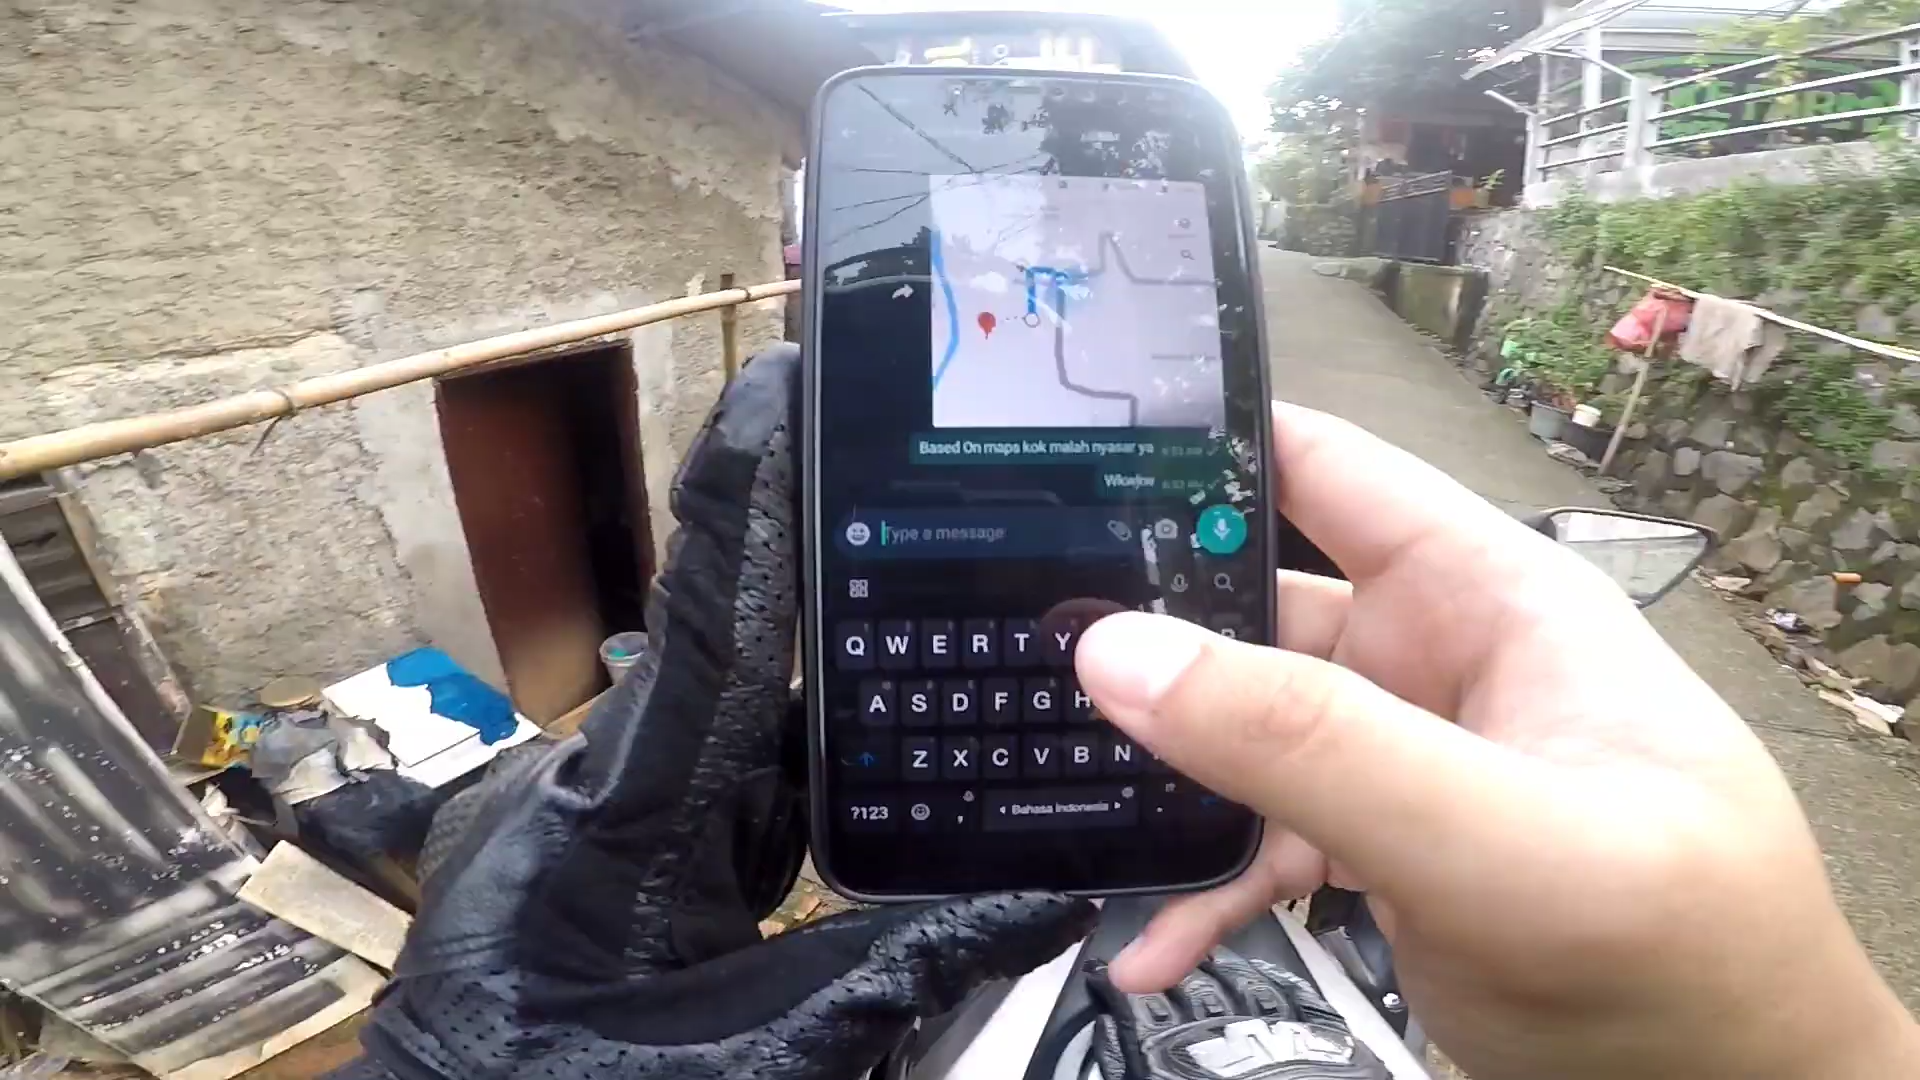 Based On maps kok malah nyasar ya
Wkwkw
Type a message
Q W E R T Y
A S D F G H
Z X C V B N
?123 , Bahasa Indonesia .